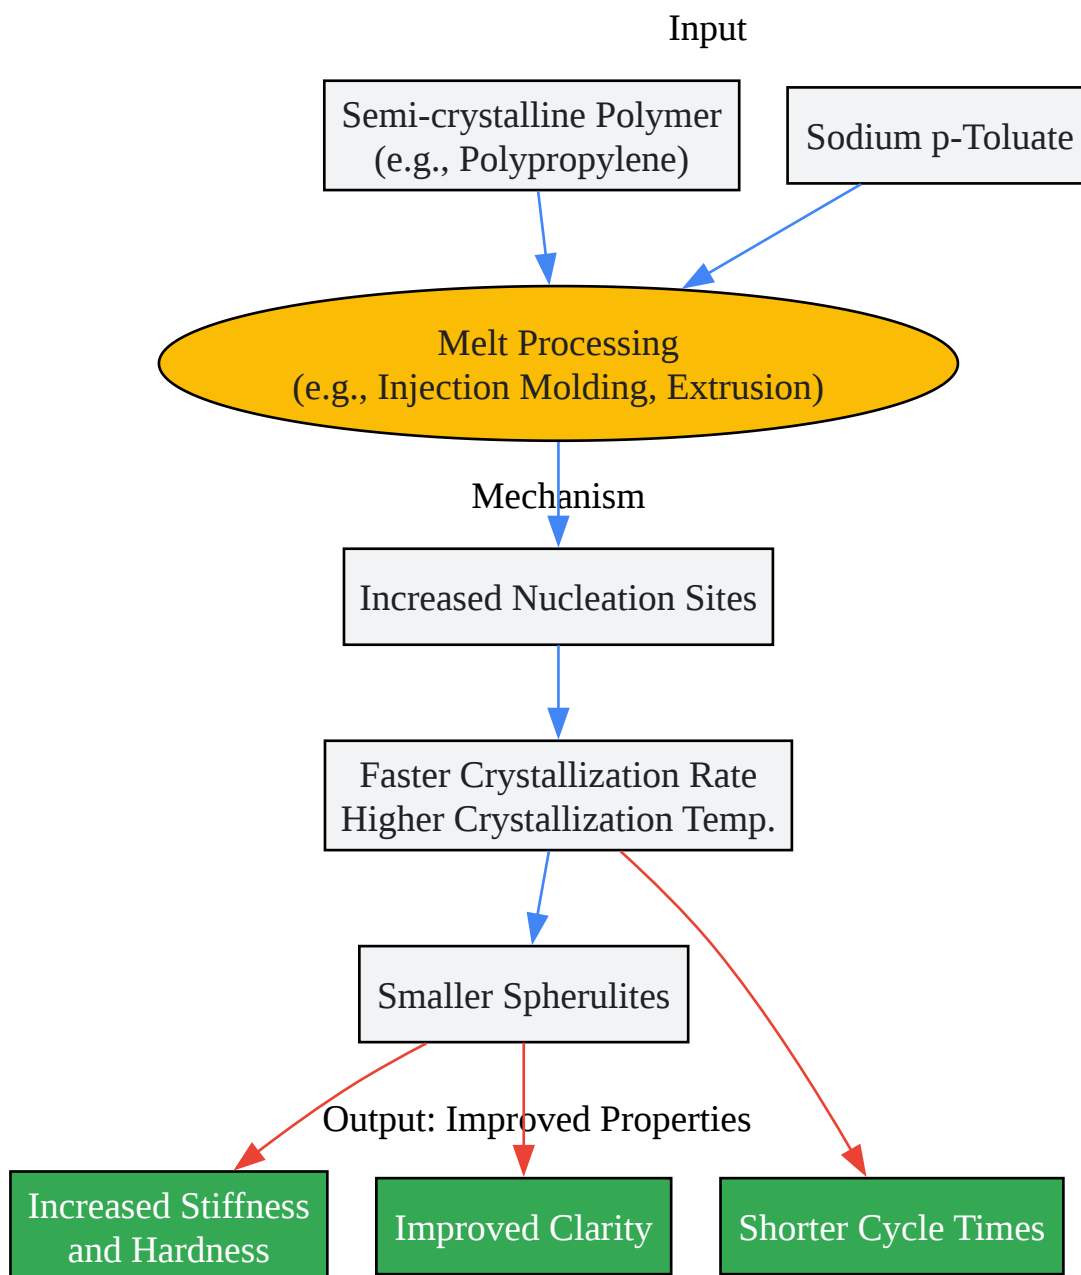 Input
Semi-crystalline Polymer
(e.g., Polypropylene)
Sodium p-Toluate
Melt Processing
(e.g., Injection Molding, Extrusion)
Mechanism
Increased Nucleation Sites
Faster Crystallization Rate
Higher Crystallization Temp.
Smaller Spherulites
Output: Improved Properties
Increased Stiffness
and Hardness
Improved Clarity
Shorter Cycle Times